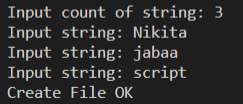 Input count of string: 3
Input string: Nikita
Input string: jabaa
Input string: script
Create File OK